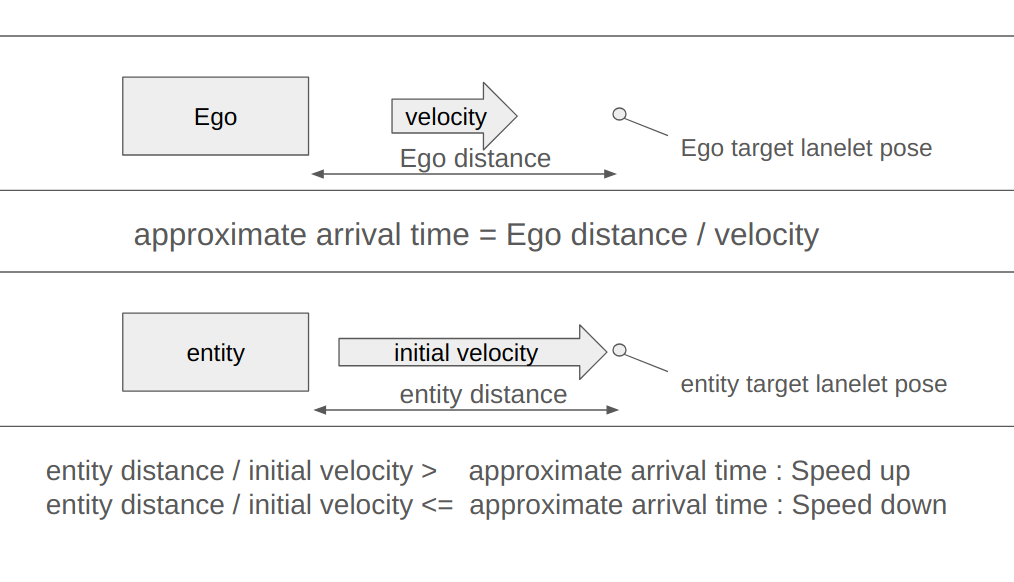 Ego
velocity
Ego distance
Ego target lanelet pose
approximate arrival time = Ego distance / velocity
entity
initial velocity
entity distance
entity target lanelet pose
entity distance / initial velocity > approximate arrival time : Speed up
entity distance / initial velocity <= approximate arrival time : Speed down